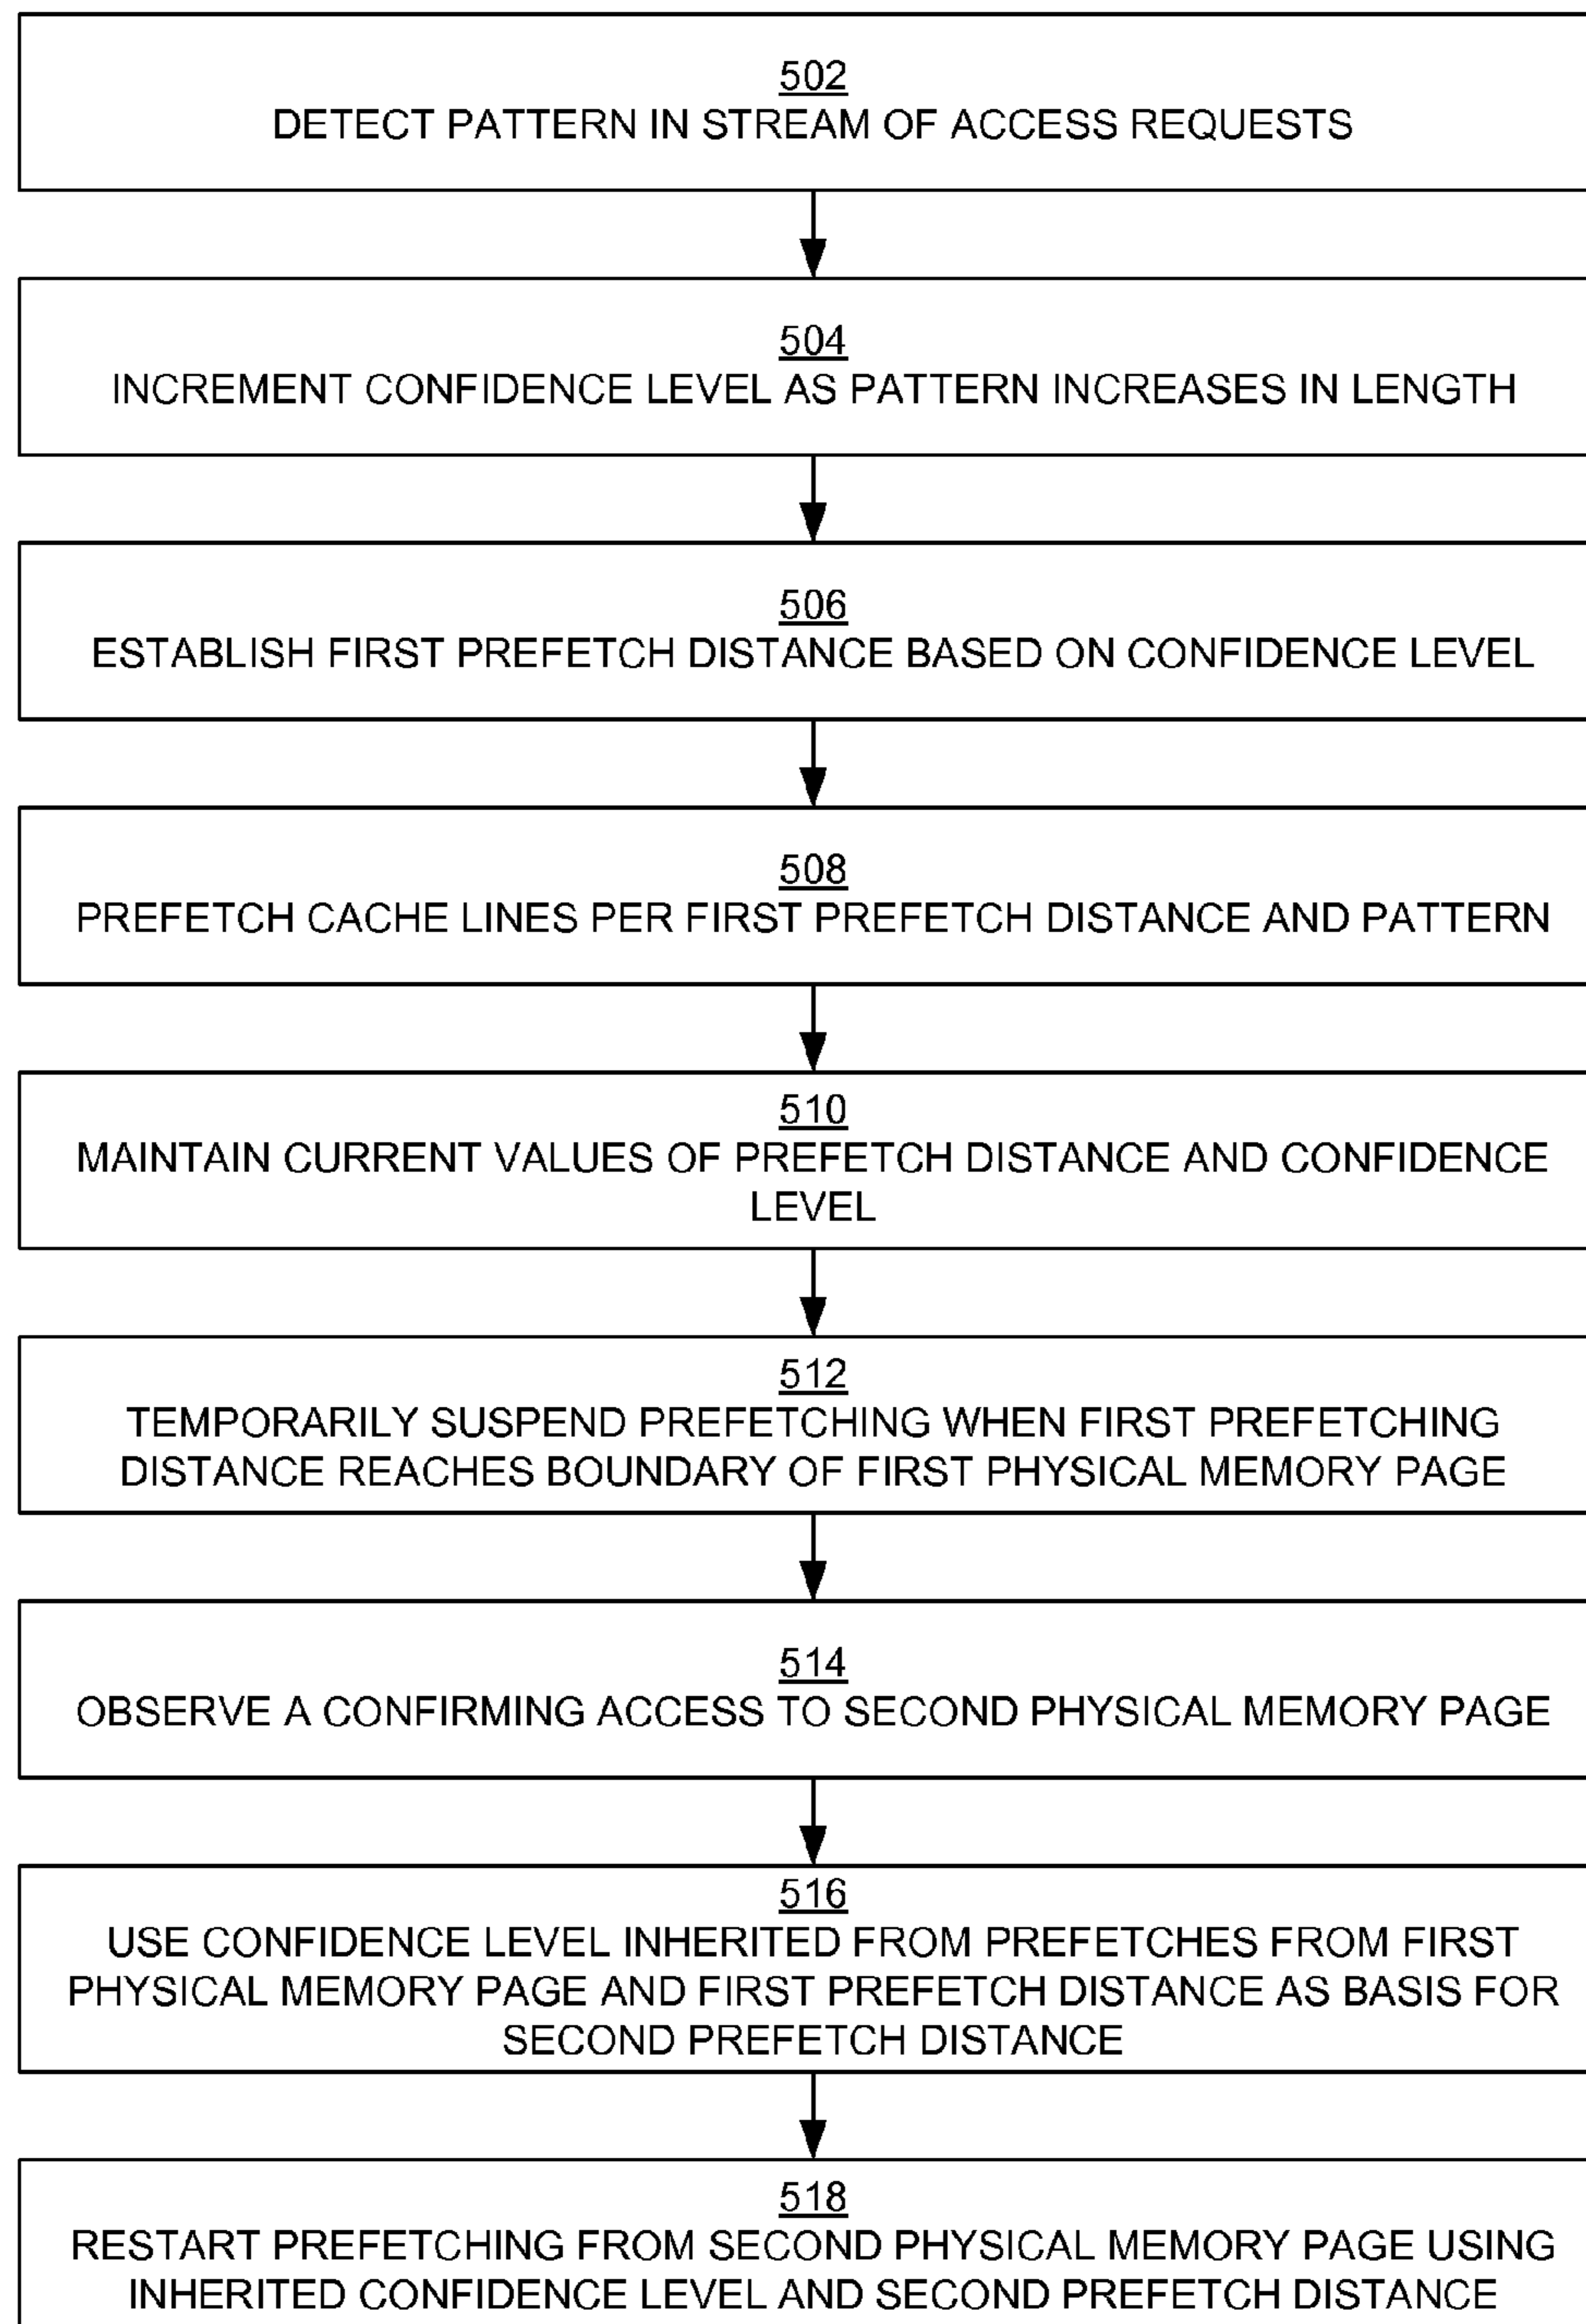 502
DETECT PATTERN IN STREAM OF ACCESS REQUESTS
504
INCREMENT CONFIDENCE LEVEL AS PATTERN INCREASES IN LENGTH
506
ESTABLISH FIRST PREFETCH DISTANCE BASED ON CONFIDENCE LEVEL
508
PREFETCH CACHE LINES PER FIRST PREFETCH DISTANCE AND PATTERN
510
MAINTAIN CURRENT VALUES OF PREFETCH DISTANCE AND CONFIDENCE
LEVEL
512
TEMPORARILY SUSPEND PREFETCHING WHEN FIRST PREFETCHING
DISTANCE REACHES BOUNDARY OF FIRST PHYSICAL MEMORY PAGE
514
OBSERVE A CONFIRMING ACCESS TO SECOND PHYSICAL MEMORY PAGE
516
USE CONFIDENCE LEVEL INHERITED FROM PREFETCHES FROM FIRST
PHYSICAL MEMORY PAGE AND FIRST PREFETCH DISTANCE AS BASIS FOR
SECOND PREFETCH DISTANCE
518
RESTART PREFETCHING FROM SECOND PHYSICAL MEMORY PAGE USING
INHERITED CONFIDENCE LEVEL AND SECOND PREFETCH DISTANCE